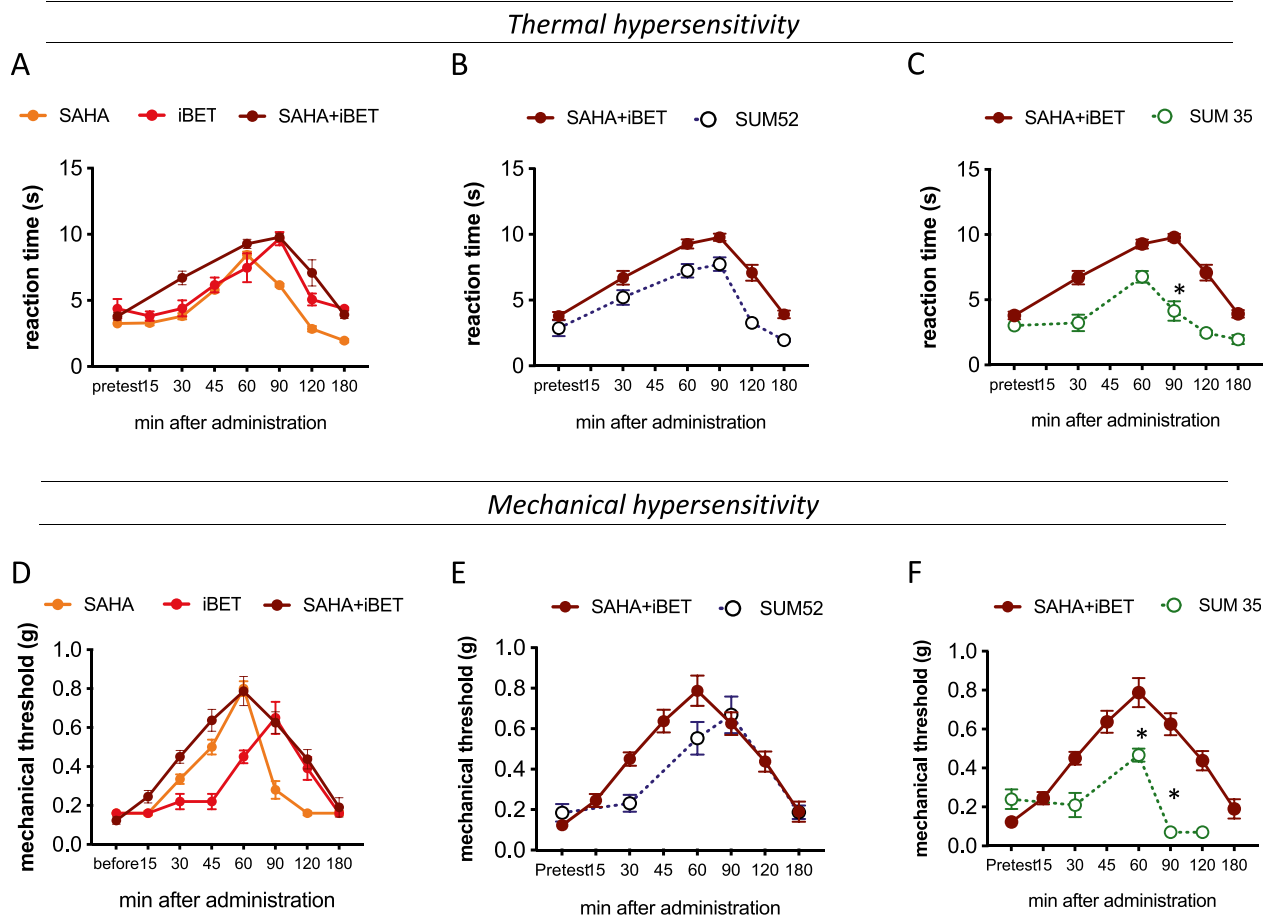 Thermal hypersensitivity
A
SAHA iBET SAHA+iBET
reaction time (s)
15
10
5
0
pretest 15 30 45 60 90 120 180
min after administration
B
SAHA+iBET SUM52
reaction time (s)
15
10
5
0
pretest 15 30 45 60 90 120 180
min after administration
C
SAHA+iBET SUM 35
reaction time (s)
15
10
5
0
*
pretest 15 30 45 60 90 120 180
min after administration
Mechanical hypersensitivity
D
SAHA iBET SAHA+iBET
mechanical threshold (g)
1.0
0.8
0.6
0.4
0.2
0.0
before 15 30 45 60 90 120 180
min after administration
E
SAHA+iBET SUM52
mechanical threshold (g)
1.0
0.8
0.6
0.4
0.2
0.0
Pretest 15 30 45 60 90 120 180
min after administration
F
SAHA+iBET SUM 35
mechanical threshold (g)
1.0
0.8
0.6
0.4
0.2
0.0
*
*
Pretest 15 30 45 60 90 120 180
min after administration